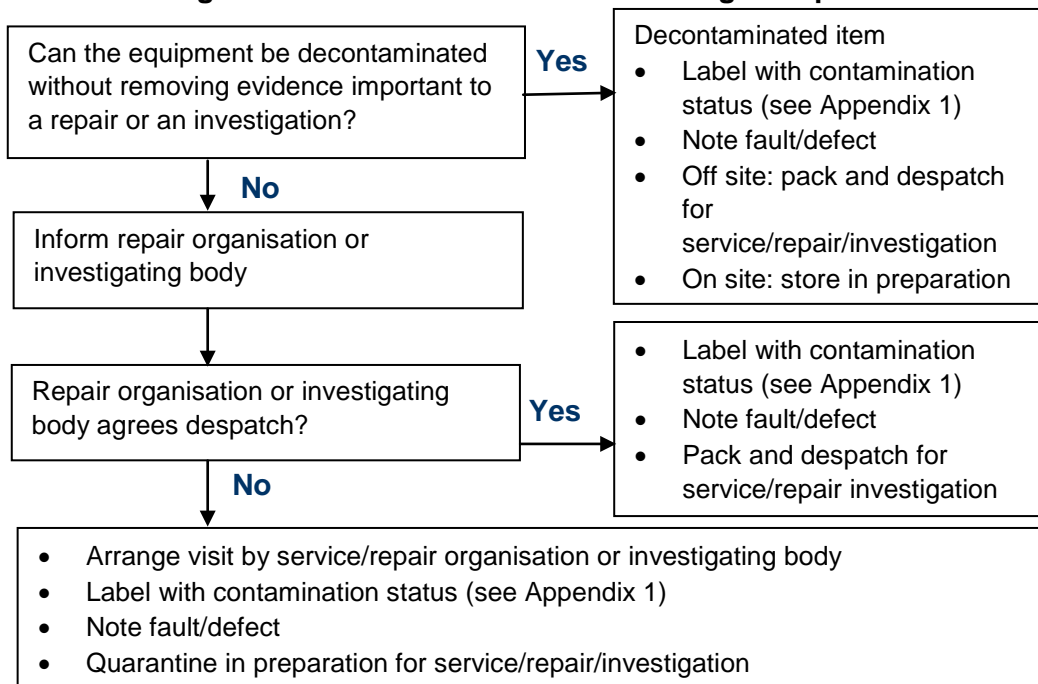 Can the equipment be decontaminated
without removing evidence important to
a repair or an investigation?
Yes
Decontaminated item
• Label with contamination
status (see Appendix 1)
• Note fault/defect
• Off site: pack and despatch
for
service/repair/investigation
• On site: store in preparation
No
Inform repair organisation or
investigating body
Repair organisation or investigating
body agrees despatch?
Yes
• Label with contamination
status (see Appendix 1)
• Note fault/defect
• Pack and despatch for
service/repair investigation
No
• Arrange visit by service/repair organisation or investigating body
• Label with contamination status (see Appendix 1)
• Note fault/defect
• Quarantine in preparation for service/repair/investigation